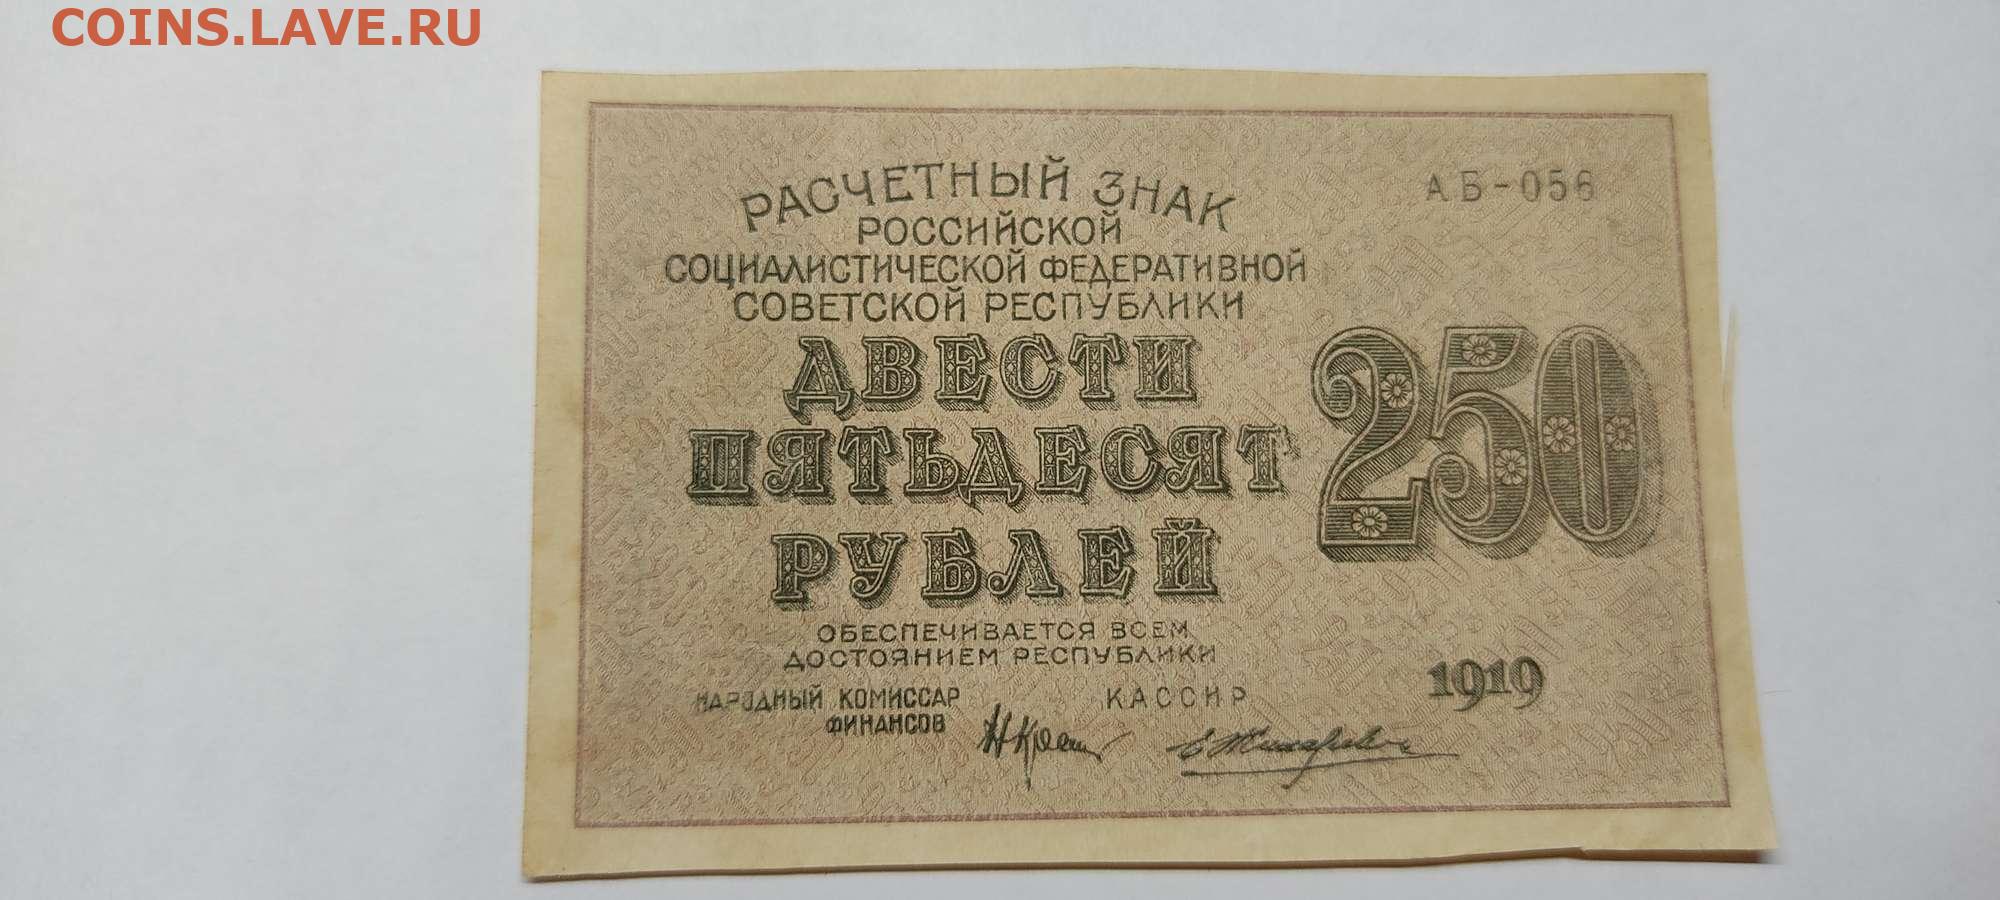 COINS.LAVE.RU
РАСЧЕТНЫЙ ЗНАК
АБ-056
РОССИЙСКОЙ
СОЦИАЛИСТИЧЕСКОЙ ФЕДЕРАТИВНОЙ
СОВЕТСКОЙ РЕСПУБЛИКИ
ДВЕСТИ
ПЯТЬДЕСЯТ
РУБЛЕЙ
250
ОБЕСПЕЧИВАЕТСЯ ВСЕМ
ДОСТОЯНИЕМ РЕСПУБЛИКИ
НАРОДНЫЙ КОМИССАР
ФИНАНСОВ
КАССИР
1919